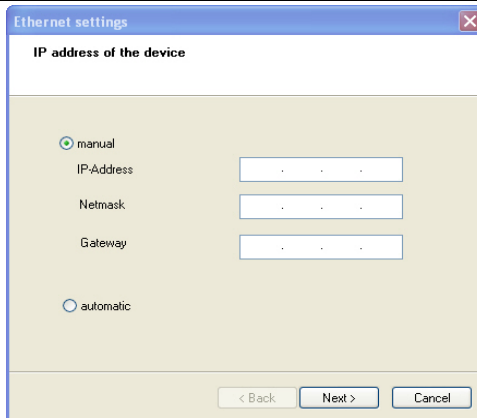 Ethernet settings
IP address of the device
manual
IP-Address . . .
Netmask . . .
Gateway . . .
automatic
< Back Next > Cancel